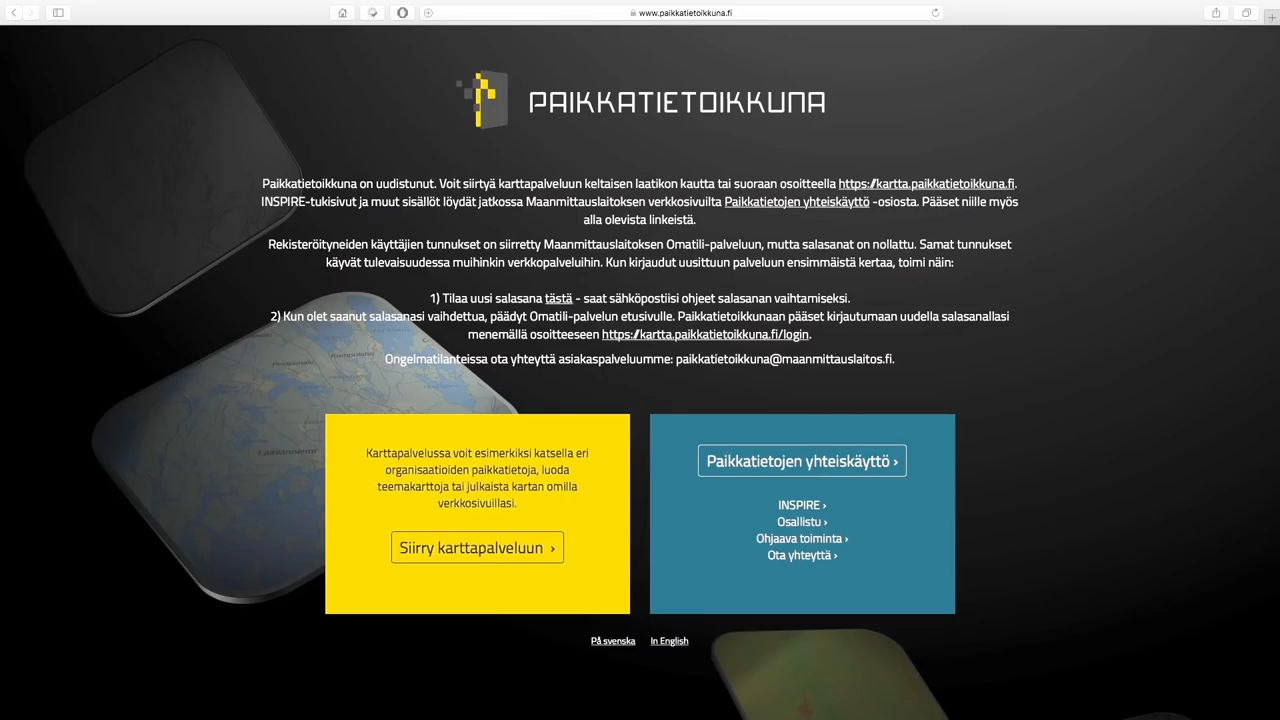 www.paikkatietoikkuna.fi
PAIKKATIETOIKKUNA
Paikkatietoikkuna on uudistunut. Voit siirtyä karttapalveluun keltaisen laatikon kautta tai suoraan osoitteella https://kartta.paikkatietoikkuna.fi.
INSPIRE-tukisivut ja muut sisällöt löydät jatkossa Maanmittauslaitoksen verkkosivuilta Paikkatietojen yhteiskäyttö -osiosta. Pääset niille myös
alla olevista linkeistä.
Rekisteröityneiden käyttäjien tunnukset on siirretty Maanmittauslaitoksen Omatili-palveluun, mutta salasanat on nollattu. Samat tunnukset
käyvät tulevaisuudessa muihinkin verkkopalveluihin. Kun kirjaudut uusittuun palveluun ensimmäistä kertaa, toimi näin:
1) Tilaa uusi salasana tästä - saat sähköpostiisi ohjeet salasanan vaihtamiseksi.
2) Kun olet saanut salasanasi vaihdettua, päädyt Omatili-palvelun etusivulle. Paikkatietoikkunaan pääset kirjautumaan uudella salasanallasi
menemällä osoitteeseen https://kartta.paikkatietoikkuna.fi/login.
Ongelmatilanteissa ota yhteyttä asiakaspalveluumme: paikkatietoikkuna@maanmittauslaitos.fi.
Karttapalvelussa voit esimerkiksi katsella eri
organisaatioiden paikkatietoja, luoda
teemakarttoja tai julkaista kartan omilla
verkkosivuillasi.
Siirry karttapalveluun ›
Paikkatietojen yhteiskäyttö ›
INSPIRE ›
Osallistu ›
Ohjaava toiminta ›
Ota yhteyttä ›
På svenska In English